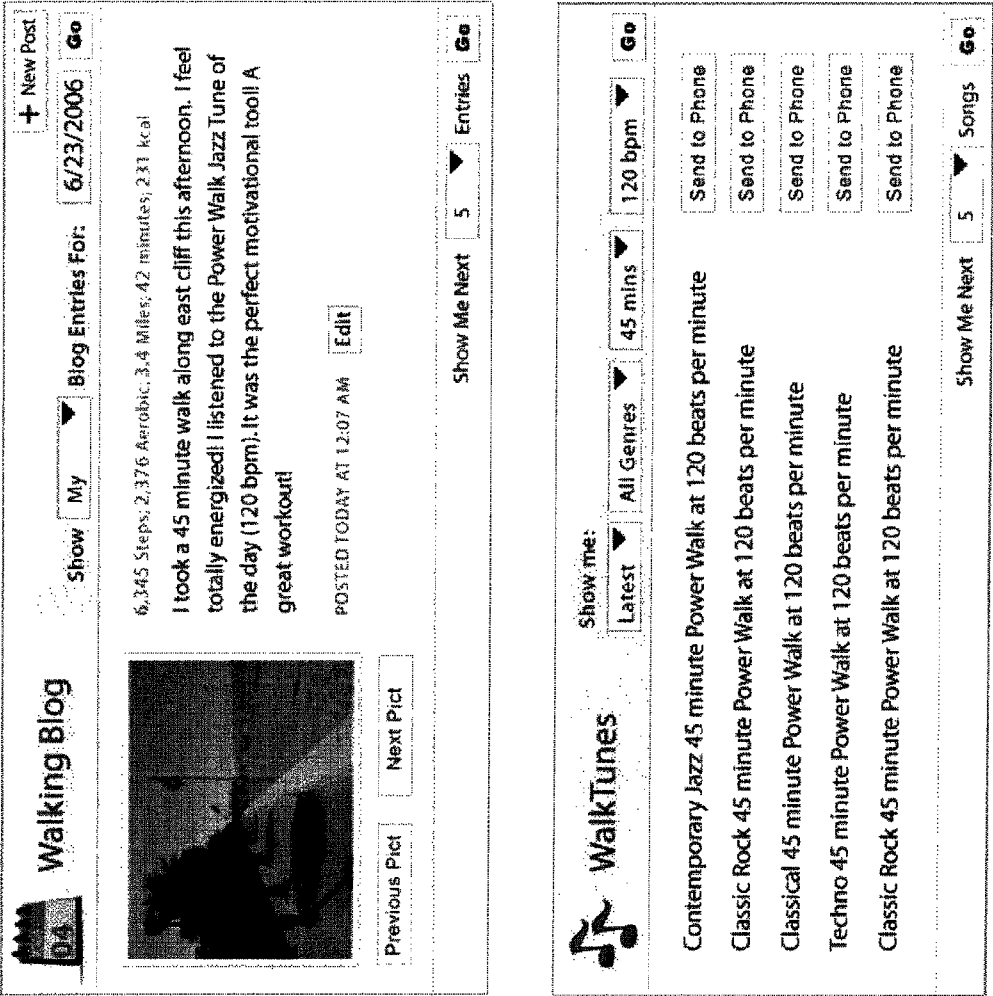 04
Walking Blog
+ New Post
Show My Blog Entries For: 6/23/2006 Go
6,345 Steps; 2,376 Aerobic; 3.4 Miles; 42 minutes; 231 kcal
I took a 45 minute walk along east cliff this afternoon. I feel
totally energized! I listened to the Power Walk Jazz Tune of
the day (120 bpm). It was the perfect motivational tool! A
great workout!
POSTED TODAY AT 12:07 AM Edit
Previous Pict Next Pict
Show Me Next 5 Entries Go
WalkTunes
Show me:
Latest All Genres 45 mins 120 bpm Go
Contemporary Jazz 45 minute Power Walk at 120 beats per minute Send to Phone
Classic Rock 45 minute Power Walk at 120 beats per minute Send to Phone
Classical 45 minute Power Walk at 120 beats per minute Send to Phone
Techno 45 minute Power Walk at 120 beats per minute Send to Phone
Classic Rock 45 minute Power Walk at 120 beats per minute Send to Phone
Show Me Next 5 Songs Go